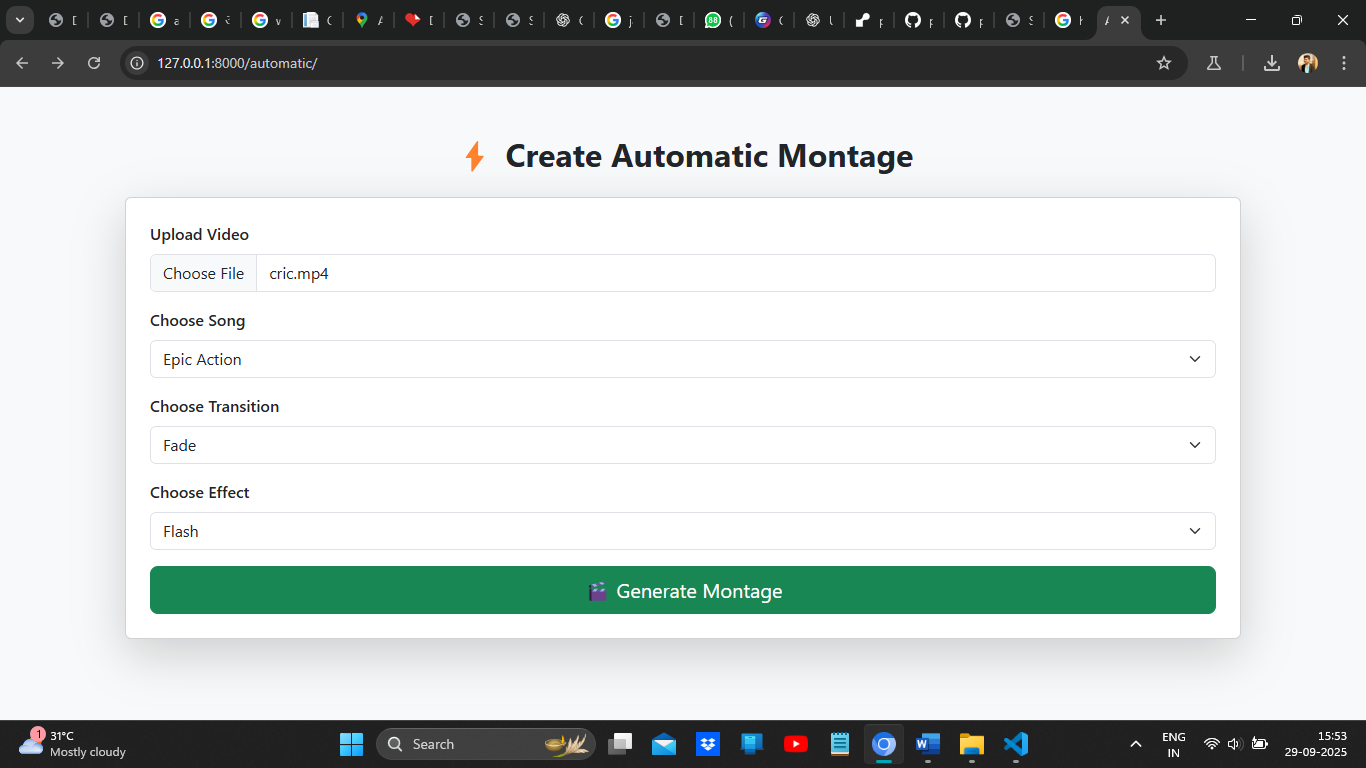 127.0.0.1:8000/automatic/
Create Automatic Montage
Upload Video
Choose File cric.mp4
Choose Song
Epic Action
Choose Transition
Fade
Choose Effect
Flash
Generate Montage
1
31°C
Mostly cloudy
Search
ENG
IN
15:53
29-09-2025